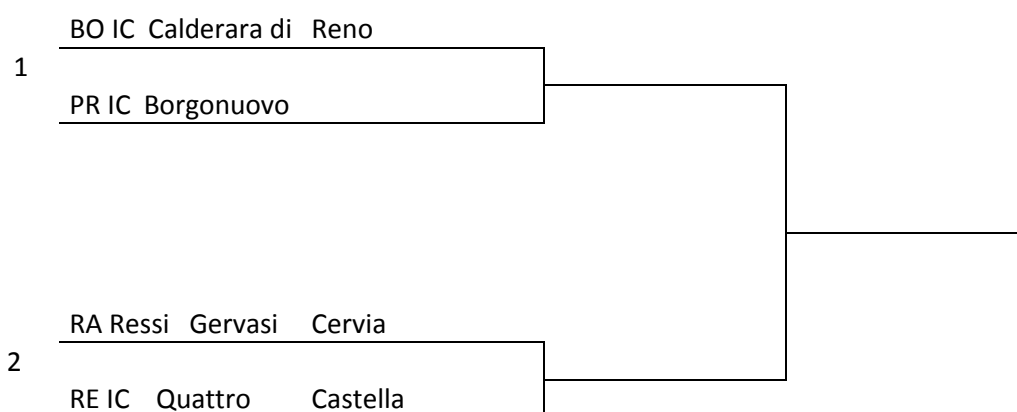 BO IC Calderara di Reno
1
PR IC Borgonuovo
RA Ressi Gervasi Cervia
2
RE IC Quattro Castella